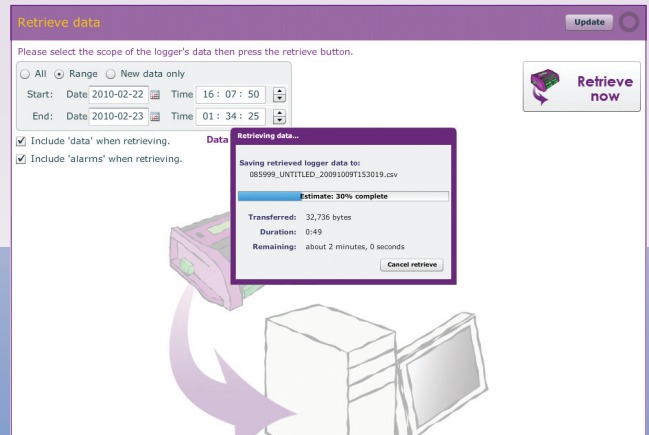 Retrieve data
Update
Please select the scope of the logger's data then press the retrieve button.
All Range New data only
Start: Date 2010-02-22 Time 16 : 07 : 50
End: Date 2010-02-23 Time 01 : 34 : 25
Retrieve
now
Include 'data' when retrieving.
Data
Include 'alarms' when retrieving.
Retrieving data...
Saving retrieved logger data to:
085999_UNTITLED_20091009T153019.csv
Estimate: 30% complete
Transferred: 32,736 bytes
Duration: 0:49
Remaining: about 2 minutes, 0 seconds
Cancel retrieve